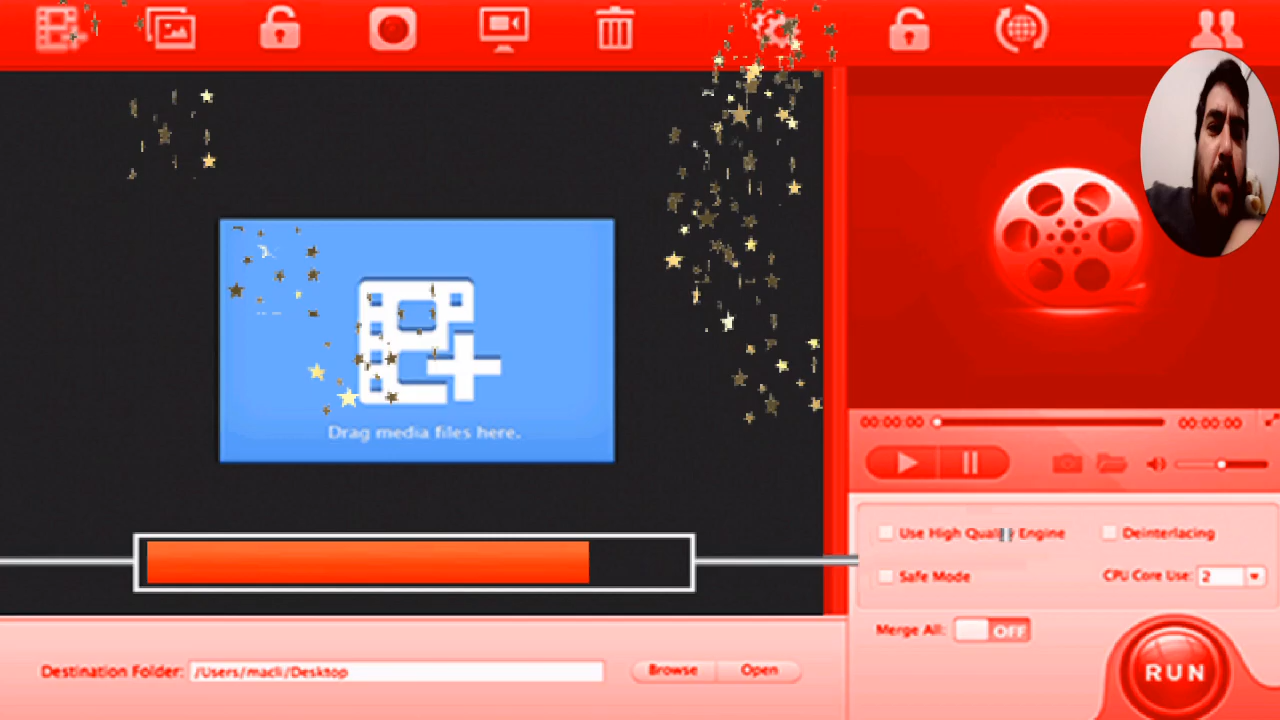 Drag media files here.
00:00:00 00:00:00
Use High Quality Engine Deinterlacing
Safe Mode CPU Core Use: 2
Merge All: OFF
Destination Folder: /Users/macli/Desktop Browse Open
RUN